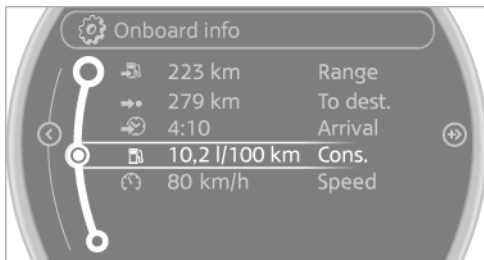 Onboard info
223 km Range
279 km To dest.
4:10 Arrival
10,2 l/100 km Cons.
80 km/h Speed